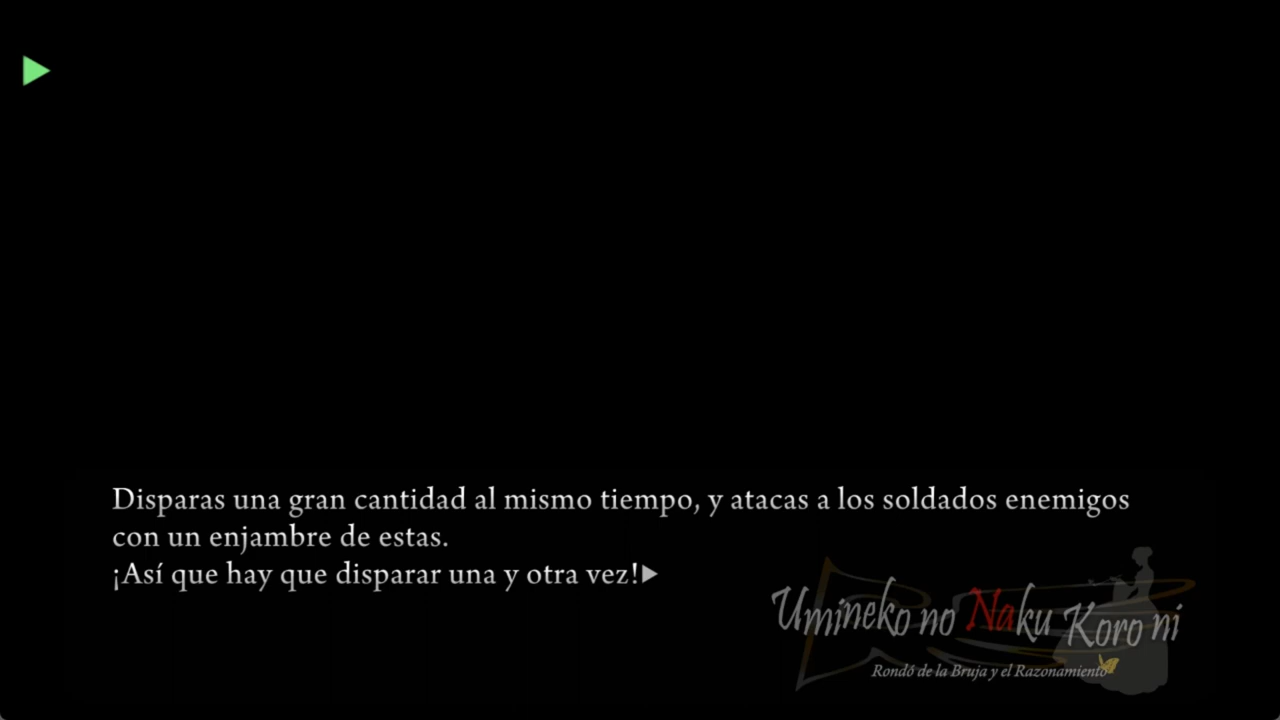 Disparas una gran cantidad al mismo tiempo, y atacas a los soldados enemigos
con un enjambre de estas.
¡Así que hay que disparar una y otra vez!
Umineko no Naku Koro ni
Rondó de la Bruja y el Razonamiento